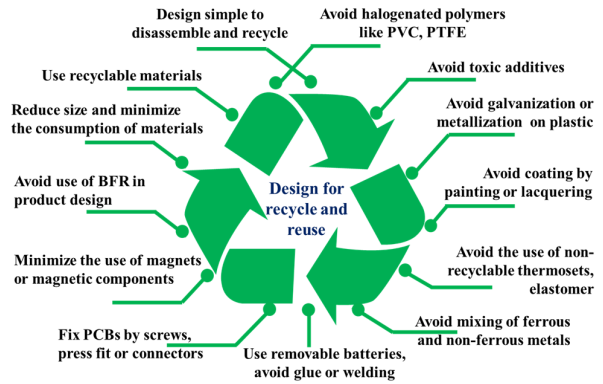 Design simple to
disassemble and recycle
Avoid halogenated polymers
like PVC, PTFE
Use recyclable materials
Avoid toxic additives
Reduce size and minimize
the consumption of materials
Avoid galvanization or
metallization on plastic
Avoid use of BFR in
product design
Design for
recycle and
reuse
Avoid coating by
painting or lacquering
Minimize the use of magnets
or magnetic components
Avoid the use of non-
recyclable thermosets,
elastomer
Fix PCBs by screws,
press fit or connectors
Use removable batteries,
avoid glue or welding
Avoid mixing of ferrous
and non-ferrous metals